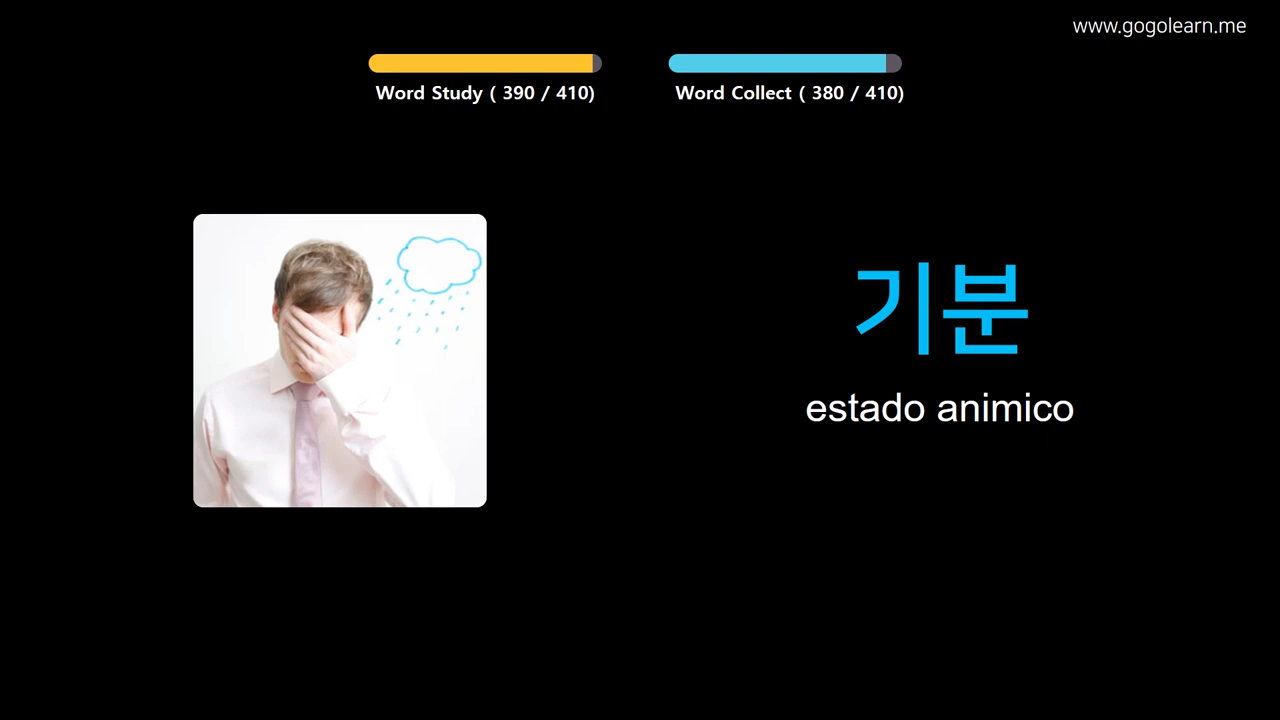 www.gogolearn.me
Word Study ( 390 / 410)
Word Collect ( 380 / 410)
기분
estado animico